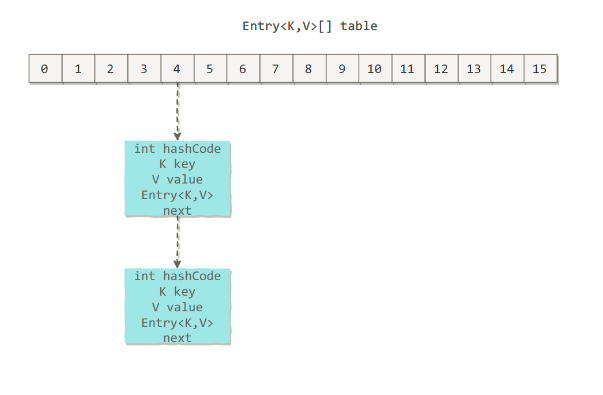 Entry<K,V>[] table
0 1 2 3 4 5 6 7 8 9 10 11 12 13 14 15
int hashCode
K key
V value
Entry<K,V>
next
int hashCode
K key
V value
Entry<K,V>
next